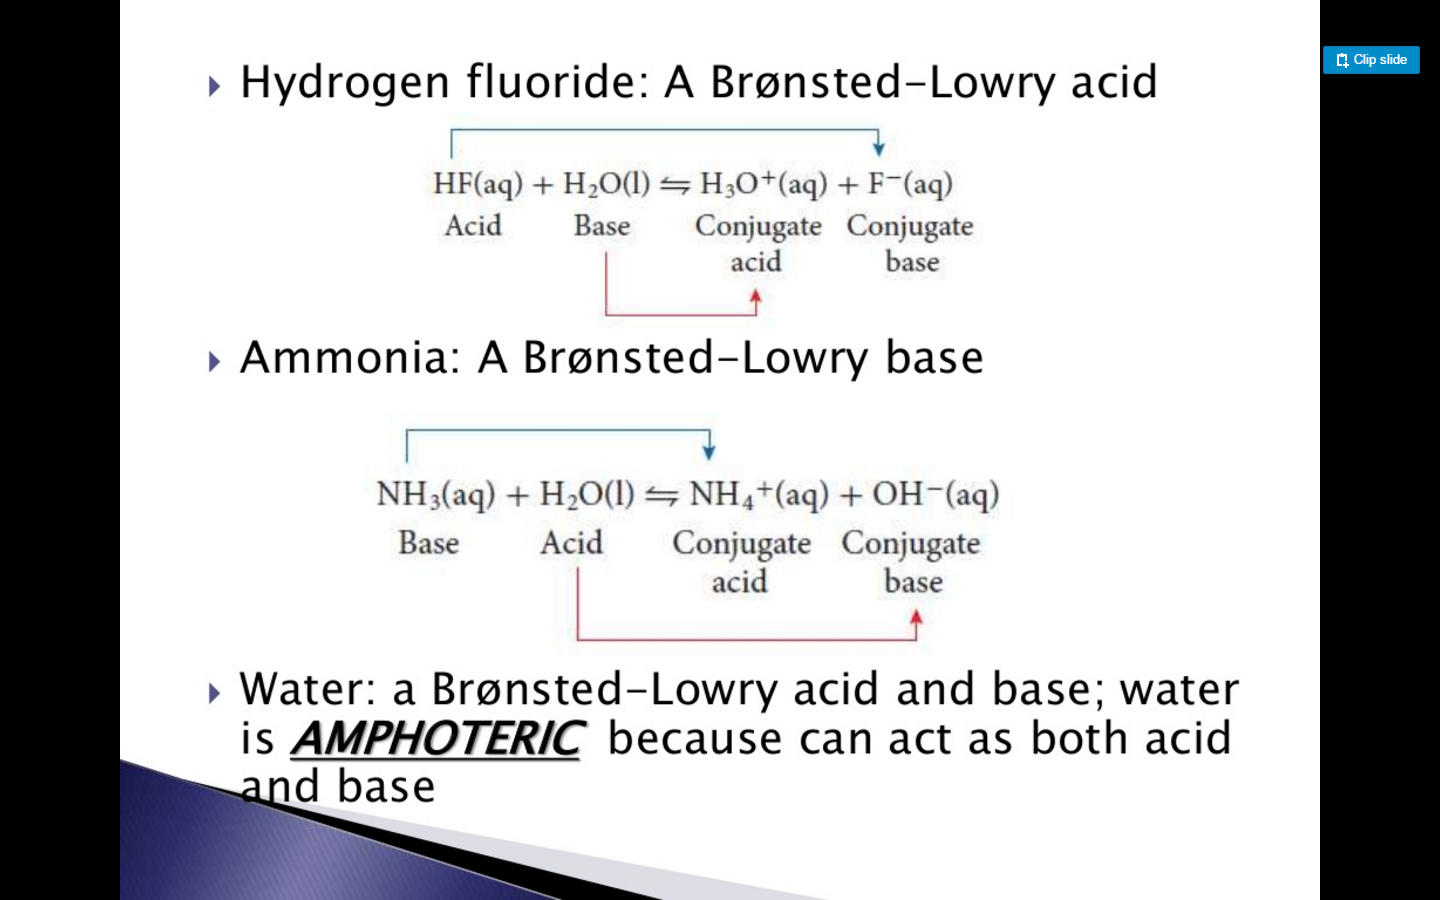 Clip slide
Hydrogen fluoride: A Brønsted-Lowry acid
HF(aq) + H₂O(l) ⇋ H₃O⁺(aq) + F⁻(aq)
Acid Base Conjugate Conjugate
acid base
Ammonia: A Brønsted-Lowry base
NH₃(aq) + H₂O(l) ⇋ NH₄⁺(aq) + OH⁻(aq)
Base Acid Conjugate Conjugate
acid base
Water: a Brønsted-Lowry acid and base; water
is AMPHOTERIC because can act as both acid
and base